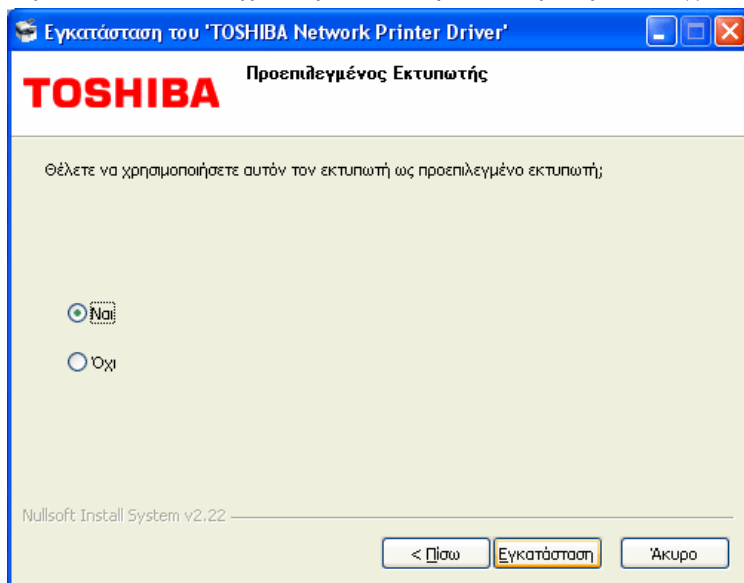 Εγκατάσταση του 'TOSHIBA Network Printer Driver'
TOSHIBA
Προεπιλεγμένος Εκτυπωτής
Θέλετε να χρησιμοποιήσετε αυτόν τον εκτυπωτή ως προεπιλεγμένο εκτυπωτή;
Ναι
Όχι
Nullsoft Install System v2.22
< Πίσω
Εγκατάσταση
Άκυρο